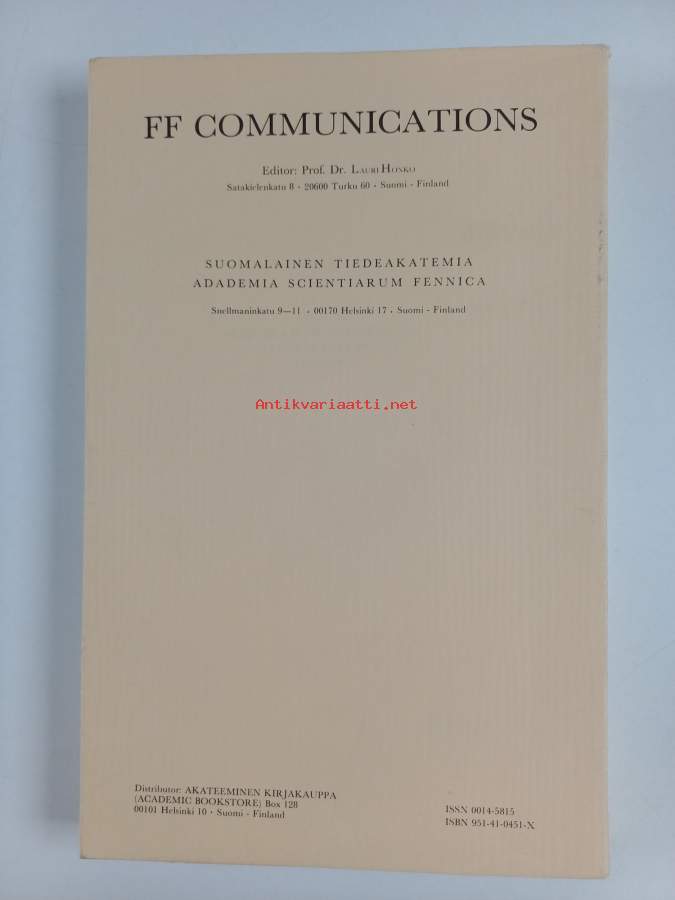 FF COMMUNICATIONS
Editor: Prof. Dr. LAURI HONKO
Satakielenkatu 8 - 20600 Turku 60 - Suomi - Finland
SUOMALAINEN TIEDEAKATEMIA
ADADEMIA SCIENTIARUM FENNICA
Snellmaninkatu 9—11 - 00170 Helsinki 17 - Suomi - Finland
Antikvariaatti.net
Distributor: AKATEEMINEN KIRJAKAUPPA
(ACADEMIC BOOKSTORE) Box 128
00101 Helsinki 10 - Suomi - Finland
ISSN 0014-5815
ISBN 951-41-0451-X